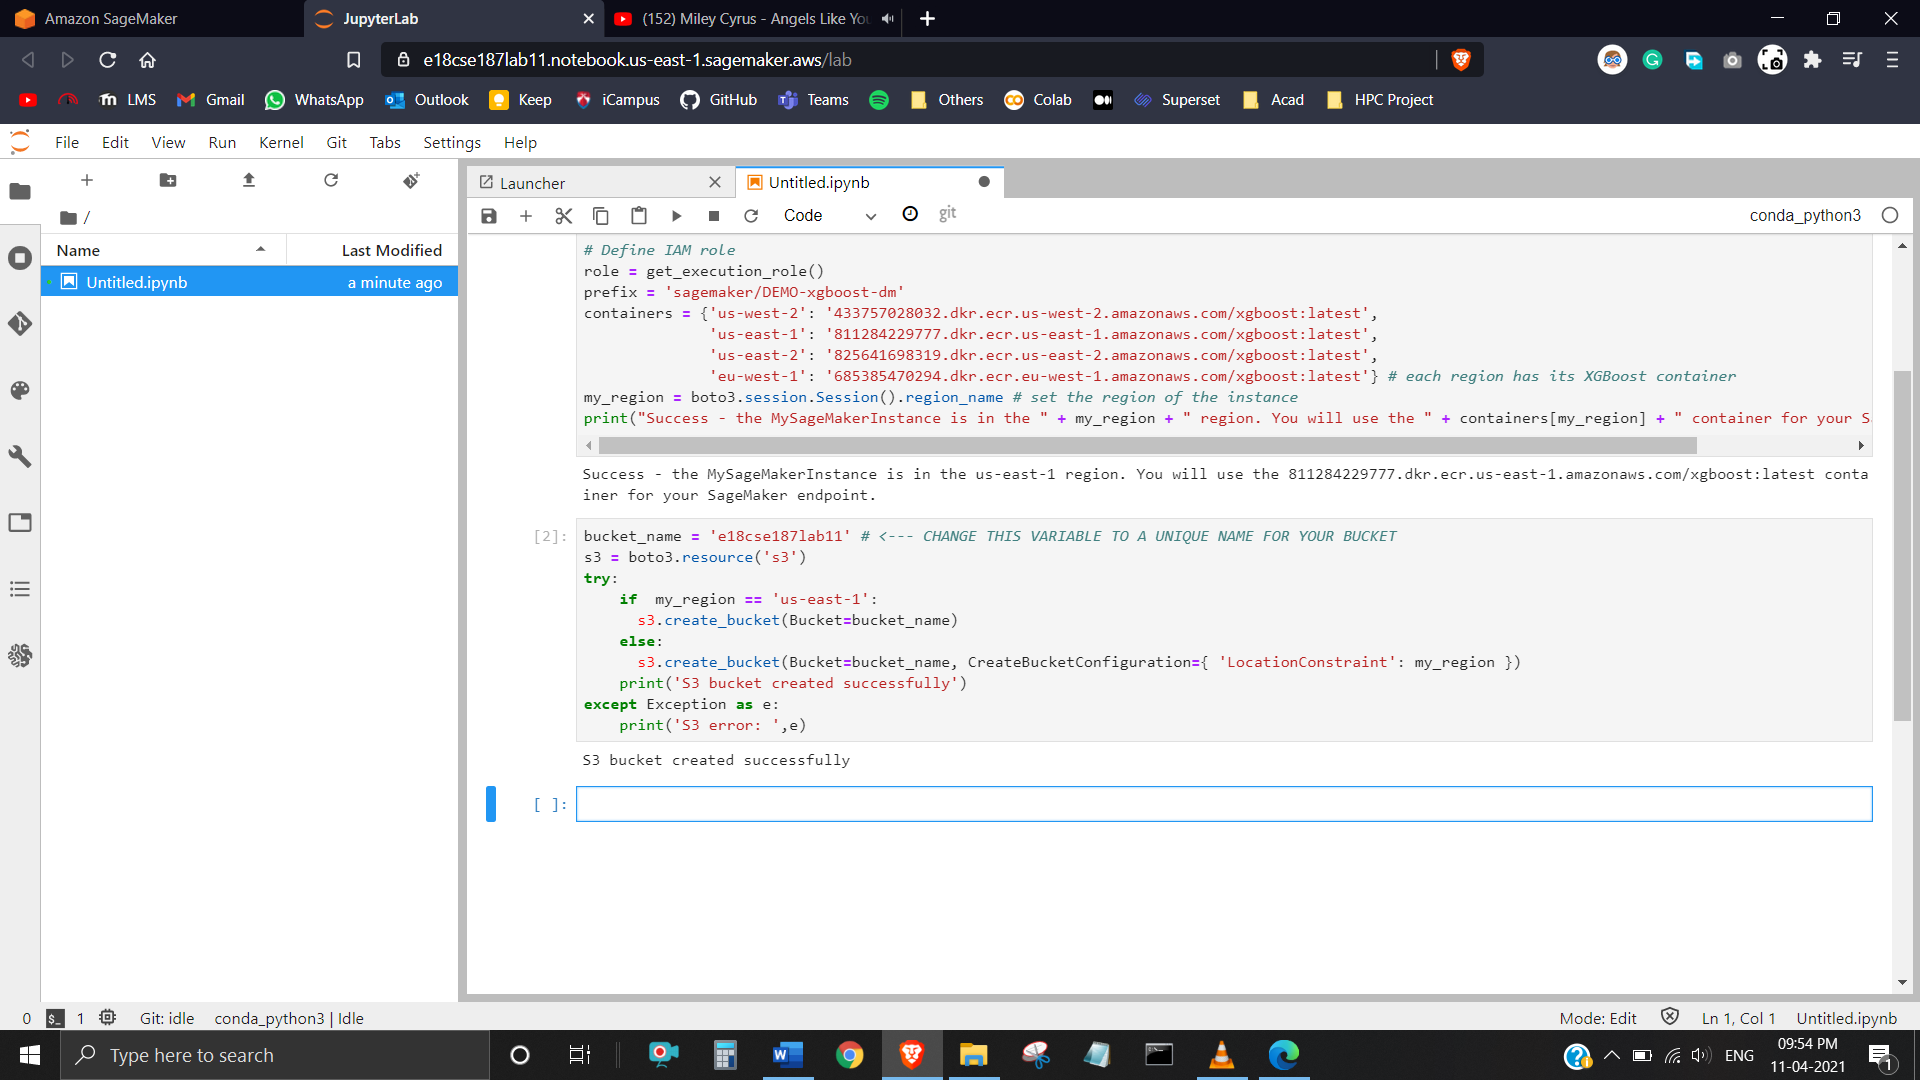 Amazon SageMaker
JupyterLab
(152) Miley Cyrus - Angels Like You
e18cse187lab11.notebook.us-east-1.sagemaker.aws/lab
LMS
Gmail
WhatsApp
Outlook
Keep
iCampus
GitHub
Teams
Others
Colab
Superset
Acad
HPC Project
File
Edit
View
Run
Kernel
Git
Tabs
Settings
Help
/
Name
Last Modified
Untitled.ipynb
a minute ago
Launcher
Untitled.ipynb
Code
git
conda_python3
# Define IAM role
role = get_execution_role()
prefix = 'sagemaker/DEMO-xgboost-dm'
containers = {'us-west-2': '433757028032.dkr.ecr.us-west-2.amazonaws.com/xgboost:latest',
'us-east-1': '811284229777.dkr.ecr.us-east-1.amazonaws.com/xgboost:latest',
'us-east-2': '825641698319.dkr.ecr.us-east-2.amazonaws.com/xgboost:latest',
'eu-west-1': '685385470294.dkr.ecr.eu-west-1.amazonaws.com/xgboost:latest'} # each region has its XGBoost container
my_region = boto3.session.Session().region_name # set the region of the instance
print("Success - the MySageMakerInstance is in the " + my_region + " region. You will use the " + containers[my_region] + " container for your S
Success - the MySageMakerInstance is in the us-east-1 region. You will use the 811284229777.dkr.ecr.us-east-1.amazonaws.com/xgboost:latest conta
iner for your SageMaker endpoint.
[2]:
bucket_name = 'e18cse187lab11' # <--- CHANGE THIS VARIABLE TO A UNIQUE NAME FOR YOUR BUCKET
s3 = boto3.resource('s3')
try:
if  my_region == 'us-east-1':
s3.create_bucket(Bucket=bucket_name)
else:
s3.create_bucket(Bucket=bucket_name, CreateBucketConfiguration={ 'LocationConstraint': my_region })
print('S3 bucket created successfully')
except Exception as e:
print('S3 error: ',e)
S3 bucket created successfully
[ ]:
0
$_
1
Git: idle
conda_python3 | Idle
Mode: Edit
Ln 1, Col 1
Untitled.ipynb
Type here to search
ENG
09:54 PM
11-04-2021
1